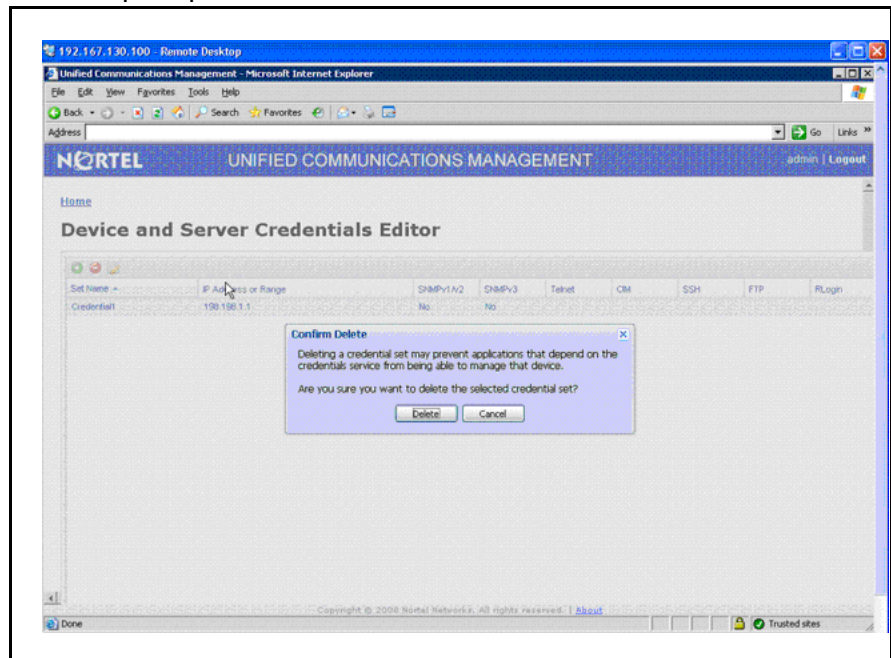 192.167.130.100 - Remote Desktop
Unified Communications Management - Microsoft Internet Explorer
File Edit View Favorites Tools Help
Back Search Favorites
Address Go Links »
NORTEL UNIFIED COMMUNICATIONS MANAGEMENT admin | Logout
Home
Device and Server Credentials Editor
Set Name IP Address or Range SNMPv1/v2 SNMPv3 Telnet CIM SSH FTP RLogin
Credential1 198.198.1.1 No No
Confirm Delete
Deleting a credential set may prevent applications that depend on the
credentials service from being able to manage that device.
Are you sure you want to delete the selected credential set?
Delete Cancel
Copyright © 2008 Nortel Networks. All rights reserved. | About
Done Trusted sites